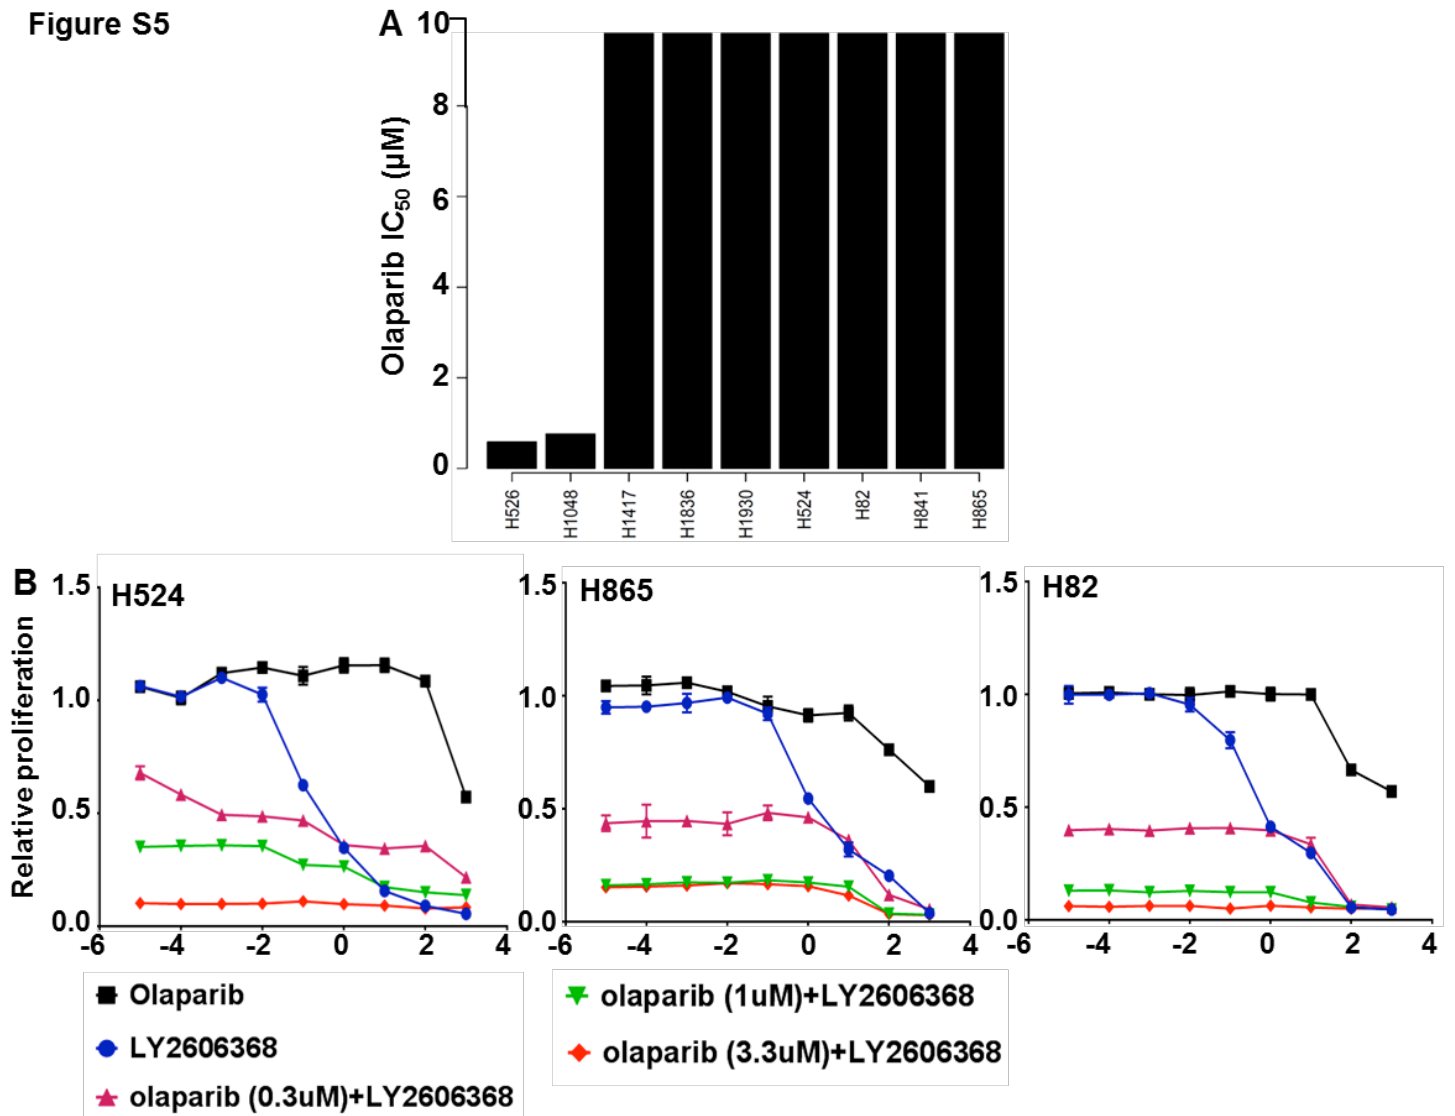 Figure S5
A
10
8
6
4
2
0
Olaparib IC50 (µM)
H526
H1048
H1417
H1836
H1930
H524
H82
H841
H865
B
Relative proliferation
1.5
1.0
0.5
0.0
H524
-6 -4 -2 0 2 4
1.5
1.0
0.5
0.0
H865
-6 -4 -2 0 2 4
1.5
1.0
0.5
0.0
H82
-6 -4 -2 0 2 4
Olaparib
LY2606368
olaparib (0.3uM)+LY2606368
olaparib (1uM)+LY2606368
olaparib (3.3uM)+LY2606368